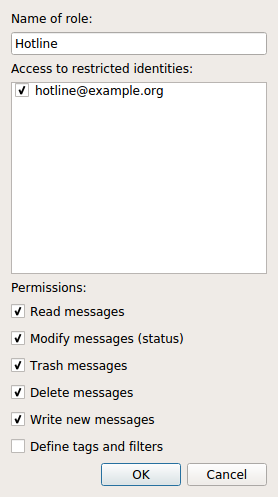 Name of role:
Hotline
Access to restricted identities:
hotline@example.org
Permissions:
Read messages
Modify messages (status)
Trash messages
Delete messages
Write new messages
Define tags and filters
OK Cancel